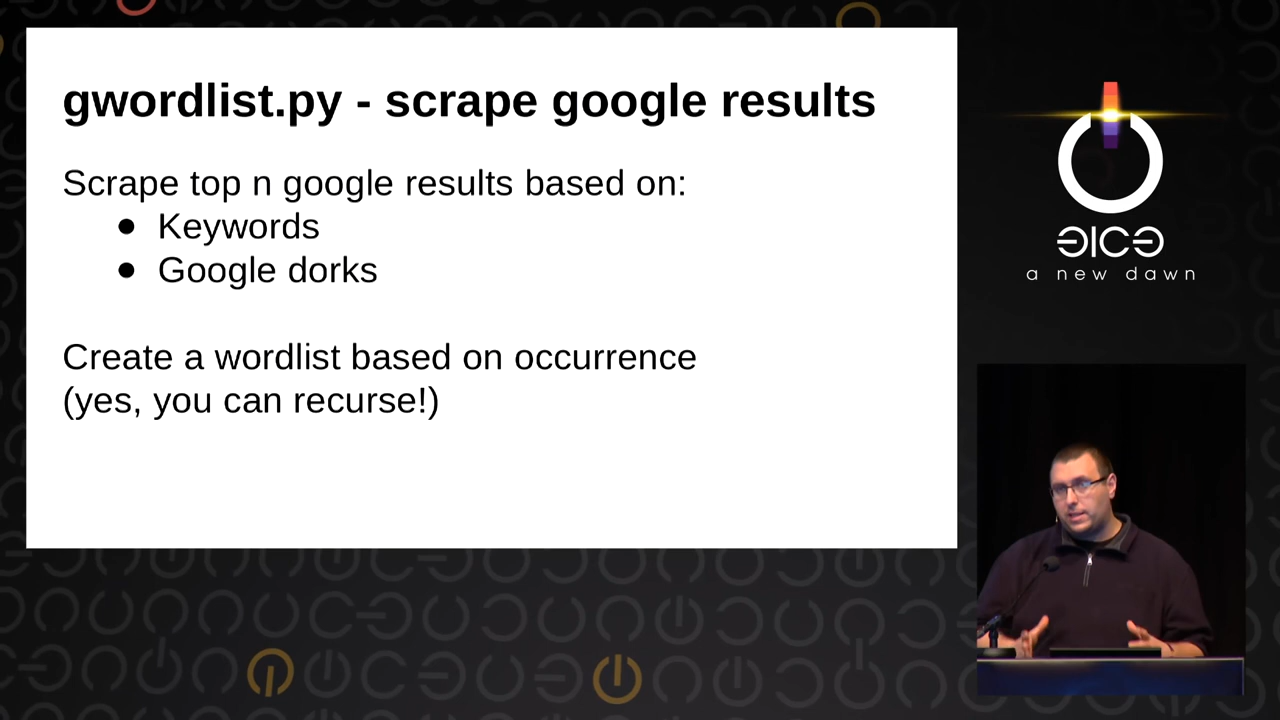 gwordlist.py - scrape google results
Scrape top n google results based on:
● Keywords
● Google dorks
Create a wordlist based on occurrence
(yes, you can recurse!)
ƎICƎ
a new dawn